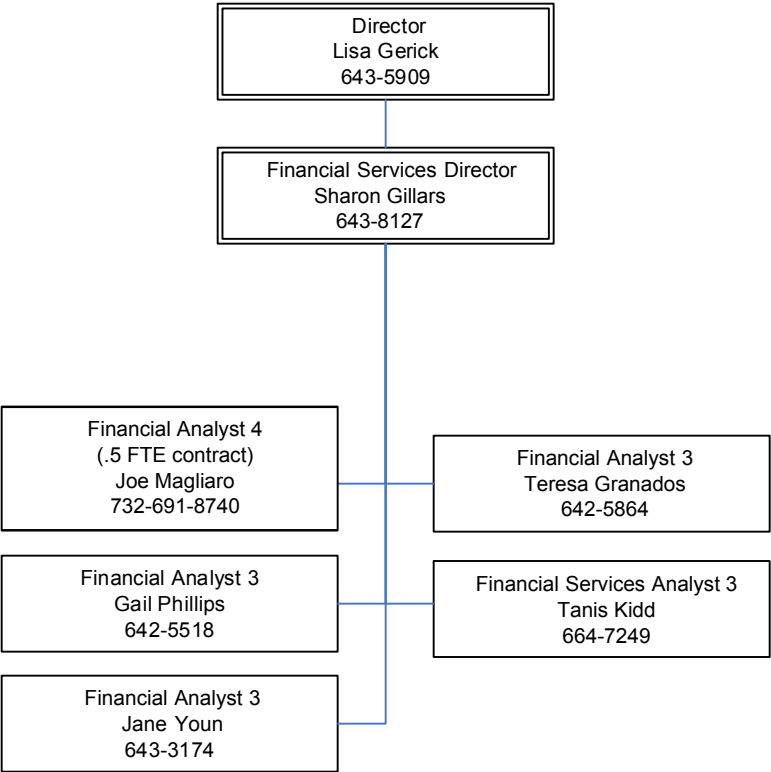 Director
Lisa Gerick
643-5909
Financial Services Director
Sharon Gillars
643-8127
Financial Analyst 4
(.5 FTE contract)
Joe Magliaro
732-691-8740
Financial Analyst 3
Teresa Granados
642-5864
Financial Analyst 3
Gail Phillips
642-5518
Financial Services Analyst 3
Tanis Kidd
664-7249
Financial Analyst 3
Jane Youn
643-3174